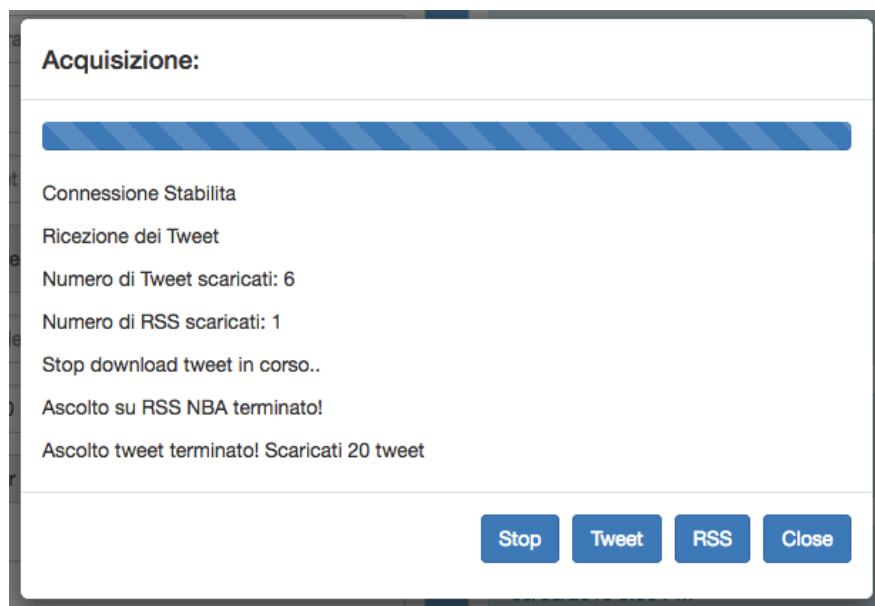 Acquisizione:
Connessione Stabilita
Ricezione dei Tweet
Numero di Tweet scaricati: 6
Numero di RSS scaricati: 1
Stop download tweet in corso..
Ascolto su RSS NBA terminato!
Ascolto tweet terminato! Scaricati 20 tweet
Stop Tweet RSS Close